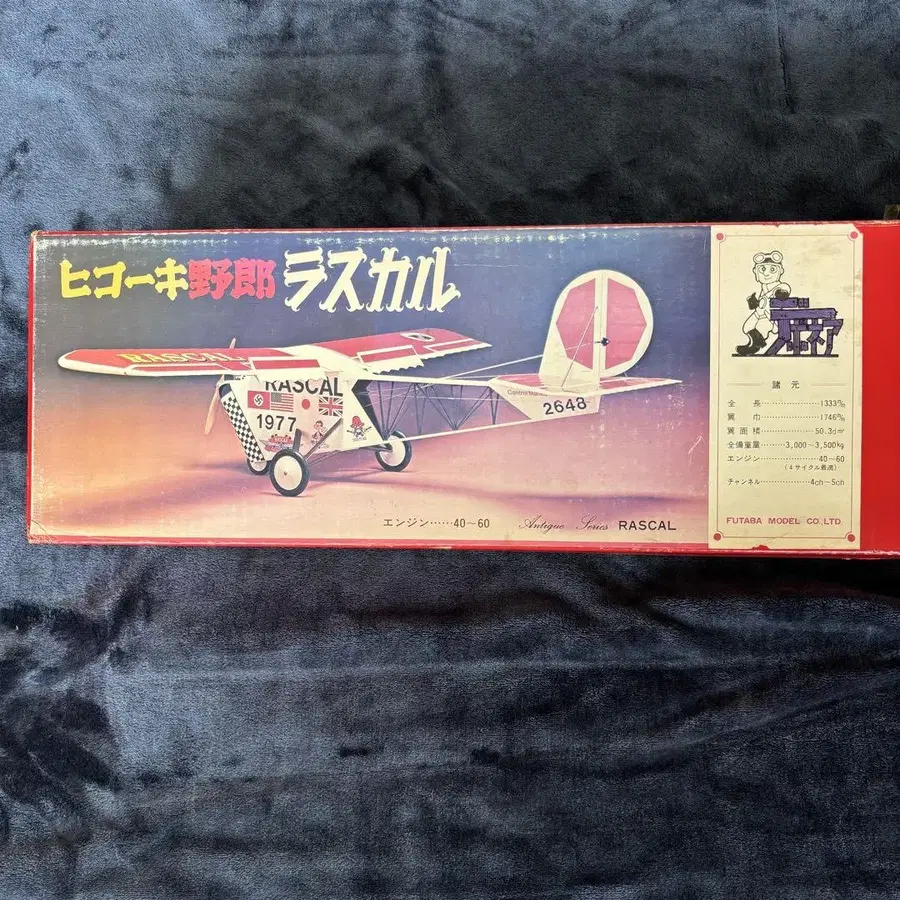 ヒコーキ野郎 ラスカル
RASCAL
RASCAL
1977
2648
エンジン……40~60
Antique Series RASCAL
諸元
全長……1333m/m
翼巾……1746m/m
翼面積……50.3d㎡
全備重量……3,000~3,500kg
エンジン……40~60
(4サイクル最適)
チャンネル……4ch~5ch
FUTABA MODEL CO.,LTD.